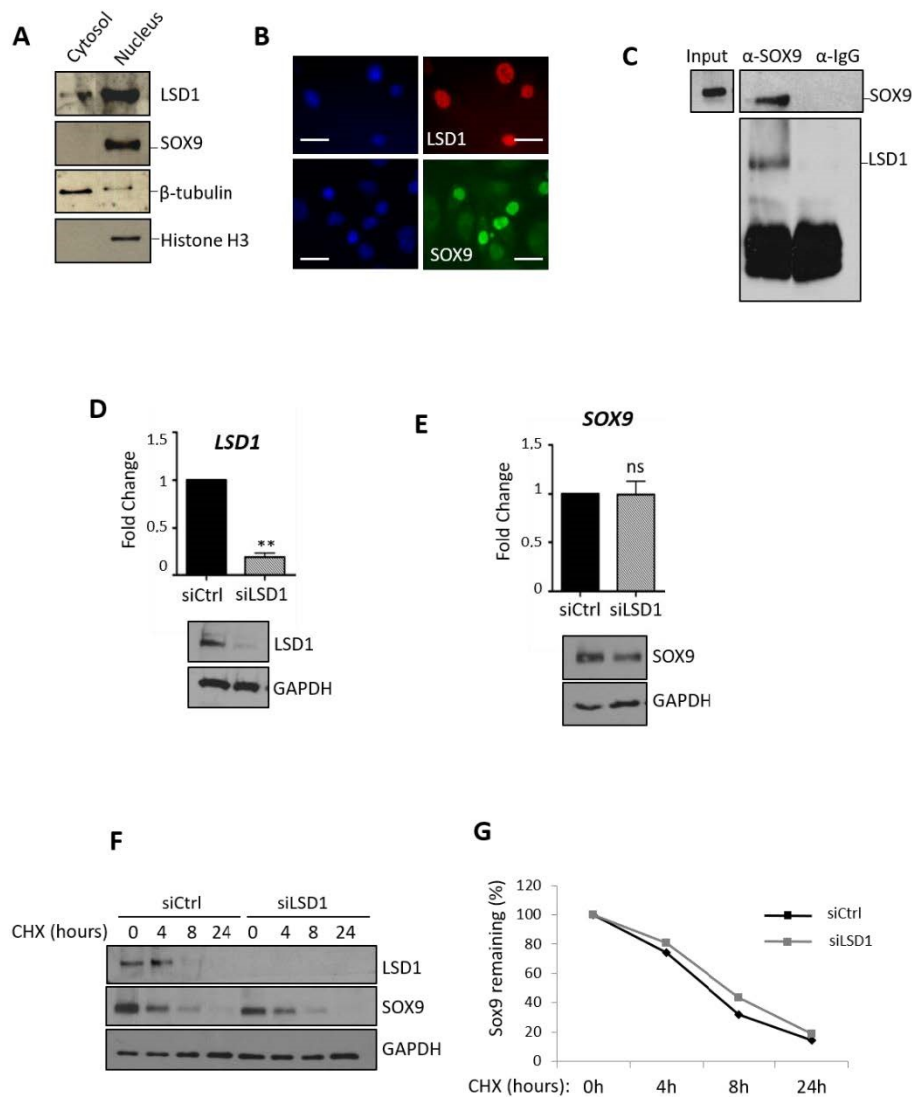 A
Cytosol
Nucleus
LSD1
SOX9
β-tubulin
Histone H3
B
LSD1
SOX9
C
Input α-SOX9 α-IgG
SOX9
LSD1
D
LSD1
Fold Change
1.5
1
0.5
0
**
siCtrl siLSD1
LSD1
GAPDH
E
SOX9
Fold Change
1.5
1
0.5
0
ns
siCtrl siLSD1
SOX9
GAPDH
F
siCtrl siLSD1
CHX (hours) 0 4 8 24 0 4 8 24
LSD1
SOX9
GAPDH
G
Sox9 remaining (%)
120
100
80
60
40
20
0
siCtrl
siLSD1
CHX (hours): 0h 4h 8h 24h